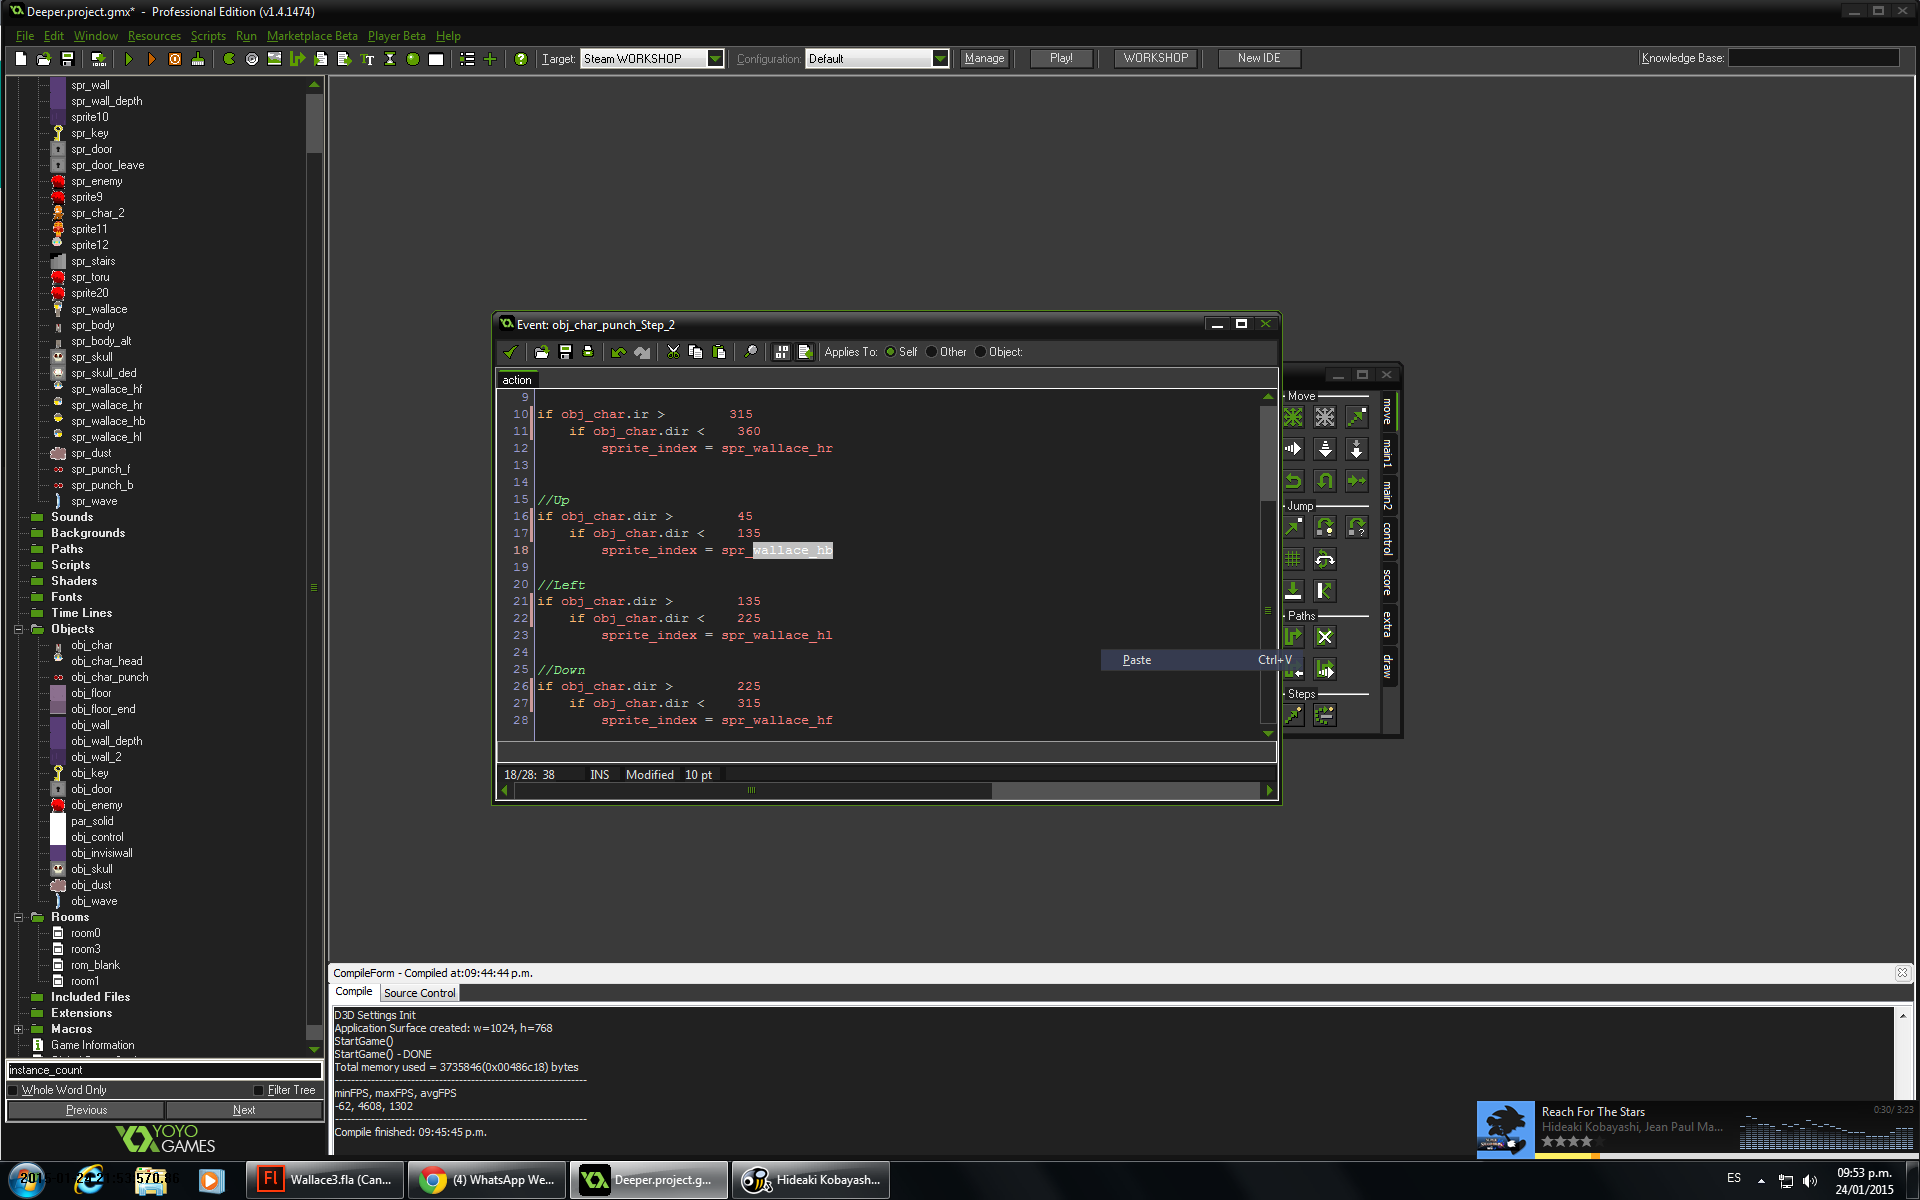 Deeper.project.gmx* - Professional Edition (v1.4.1474)
File Edit Window Resources Scripts Run Marketplace Beta Player Beta Help
Target: Steam WORKSHOP Configuration: Default Manage Play! WORKSHOP New IDE Knowledge Base:
spr_wall
spr_wall_depth
sprite10
spr_key
spr_door
spr_door_leave
spr_enemy
sprite9
spr_char_2
sprite11
sprite12
spr_stairs
spr_toru
sprite20
spr_wallace
spr_body
spr_body_alt
spr_skull
spr_skull_ded
spr_wallace_hf
spr_wallace_hr
spr_wallace_hb
spr_wallace_hl
spr_dust
spr_punch_f
spr_punch_b
spr_wave
Sounds
Backgrounds
Paths
Scripts
Shaders
Fonts
Time Lines
Objects
obj_char
obj_char_head
obj_char_punch
obj_floor
obj_floor_end
obj_wall
obj_wall_depth
obj_wall_2
obj_key
obj_door
obj_enemy
par_solid
obj_control
obj_invisiwall
obj_skull
obj_dust
obj_wave
Rooms
room0
room3
rom_blank
room1
Included Files
Extensions
Macros
Game Information
instance_count
Whole Word Only Filter Tree
Previous Next
YOYO
GAMES
Event: obj_char_punch_Step_2
Applies To: Self Other Object:
action
9
10 if obj_char.ir > 315
11 if obj_char.dir < 360
12 sprite_index = spr_wallace_hr
13
14
15 //Up
16 if obj_char.dir > 45
17 if obj_char.dir < 135
18 sprite_index = spr_wallace_hb
19
20 //Left
21 if obj_char.dir > 135
22 if obj_char.dir < 225
23 sprite_index = spr_wallace_hl
24
25 //Down
26 if obj_char.dir > 225
27 if obj_char.dir < 315
28 sprite_index = spr_wallace_hf
18/28: 38 INS Modified 10 pt
Paste Ctrl+V
Move
Jump
Paths
Steps
move
main1
main2
control
score
extra
draw
CompileForm - Compiled at:09:44:44 p.m.
Compile Source Control
D3D Settings Init
Application Surface created: w=1024, h=768
StartGame()
StartGame() - DONE
Total memory used = 3735846(0x00486c18) bytes
minFPS, maxFPS, avgFPS
-62, 4608, 1302
Compile finished: 09:45:45 p.m.
Reach For The Stars 0:30/3:23
Hideaki Kobayashi, Jean Paul Ma...
Wallace3.fla (Can...
(4) WhatsApp We...
Deeper.project.g...
Hideaki Kobayash...
ES
09:53 p.m.
24/01/2015